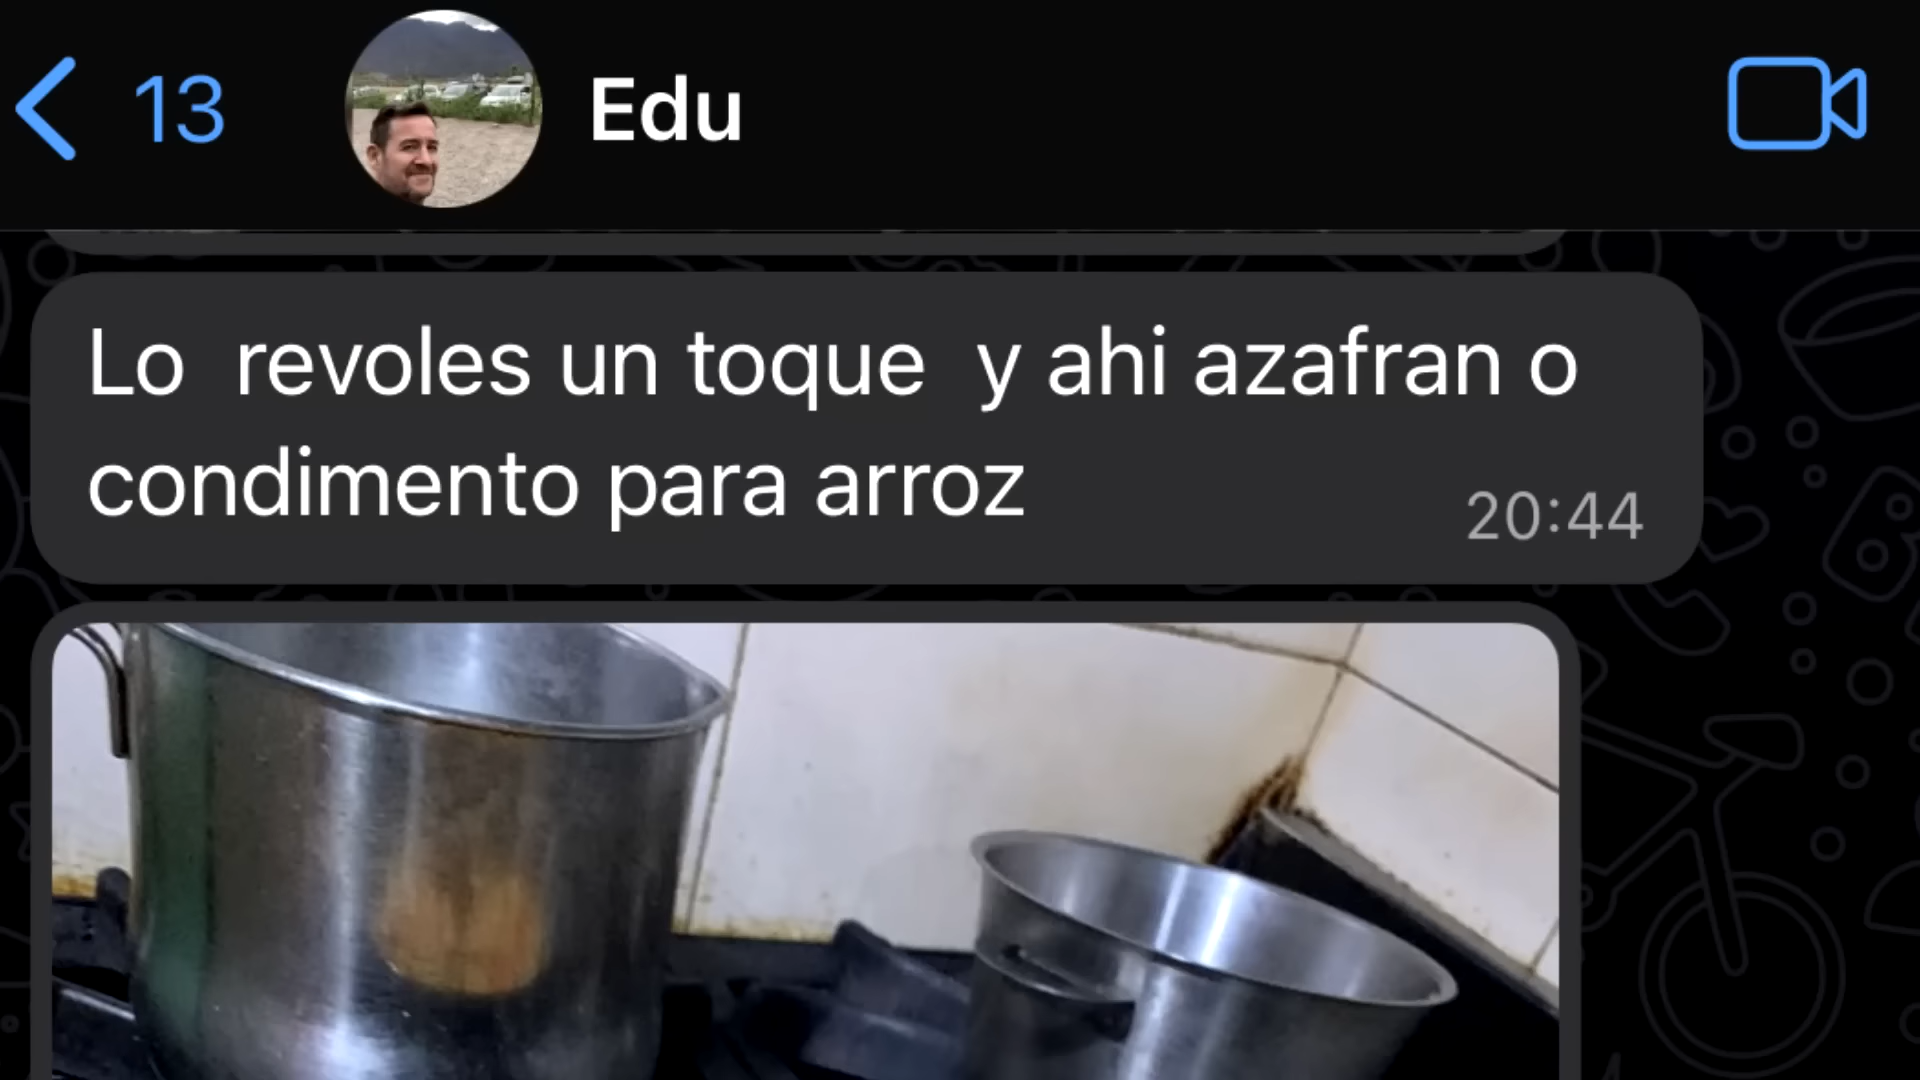 13
Edu
Lo  revoles un toque  y ahi azafran o
condimento para arroz
20:44